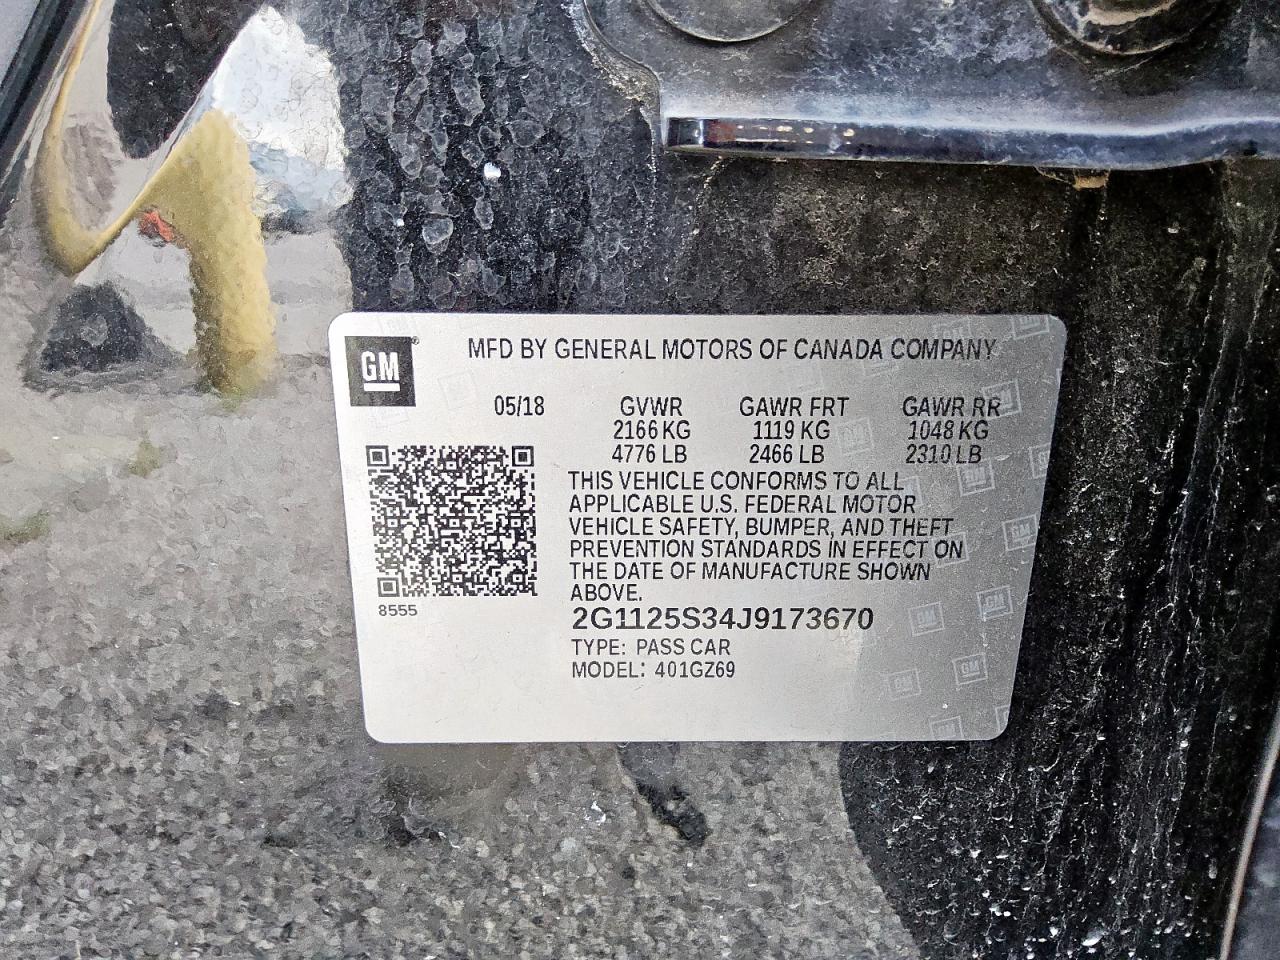 GM
MFD BY GENERAL MOTORS OF CANADA COMPANY
05/18 GVWR GAWR FRT GAWR RR
2166 KG 1119 KG 1048 KG
4776 LB 2466 LB 2310 LB
THIS VEHICLE CONFORMS TO ALL
APPLICABLE U.S. FEDERAL MOTOR
VEHICLE SAFETY, BUMPER, AND THEFT
PREVENTION STANDARDS IN EFFECT ON
THE DATE OF MANUFACTURE SHOWN
ABOVE.
8555
2G1125S34J9173670
TYPE: PASS CAR
MODEL: 401GZ69